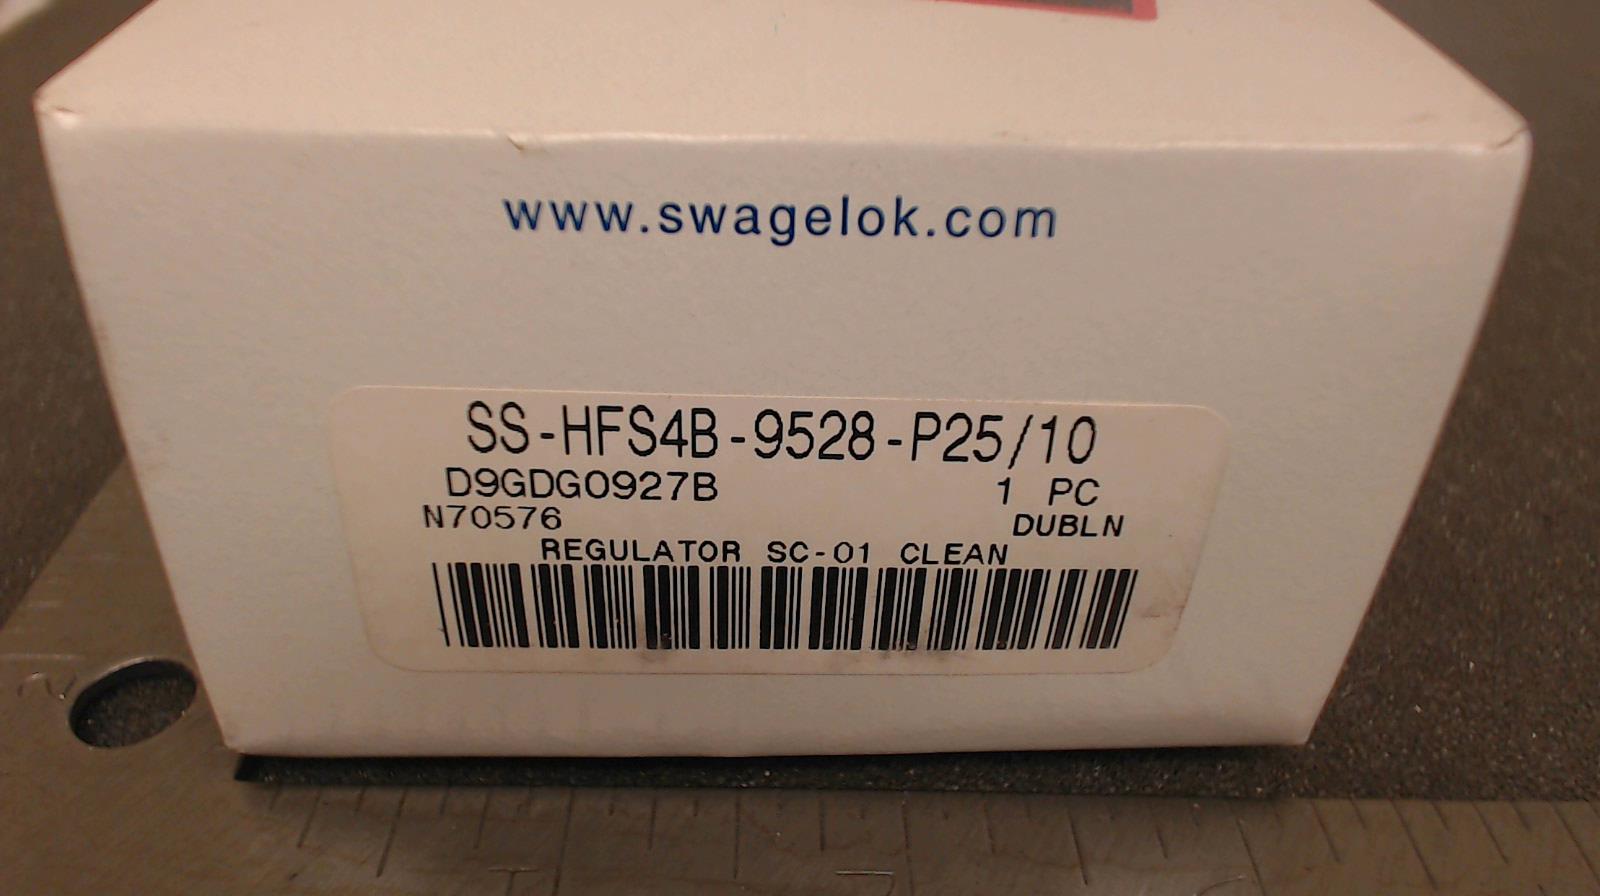 www.swagelok.com
SS-HFS4B-9528-P25/10
D9GDG0927B 1 PC
N70576 DUBLN
REGULATOR SC-01 CLEAN